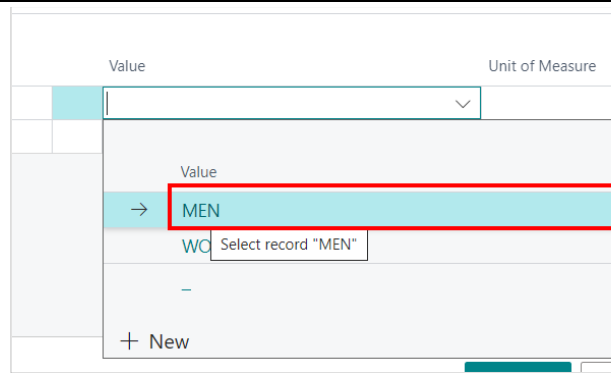 Value Unit of Measure
Value
MEN
WO
Select record "MEN"
–
+ New